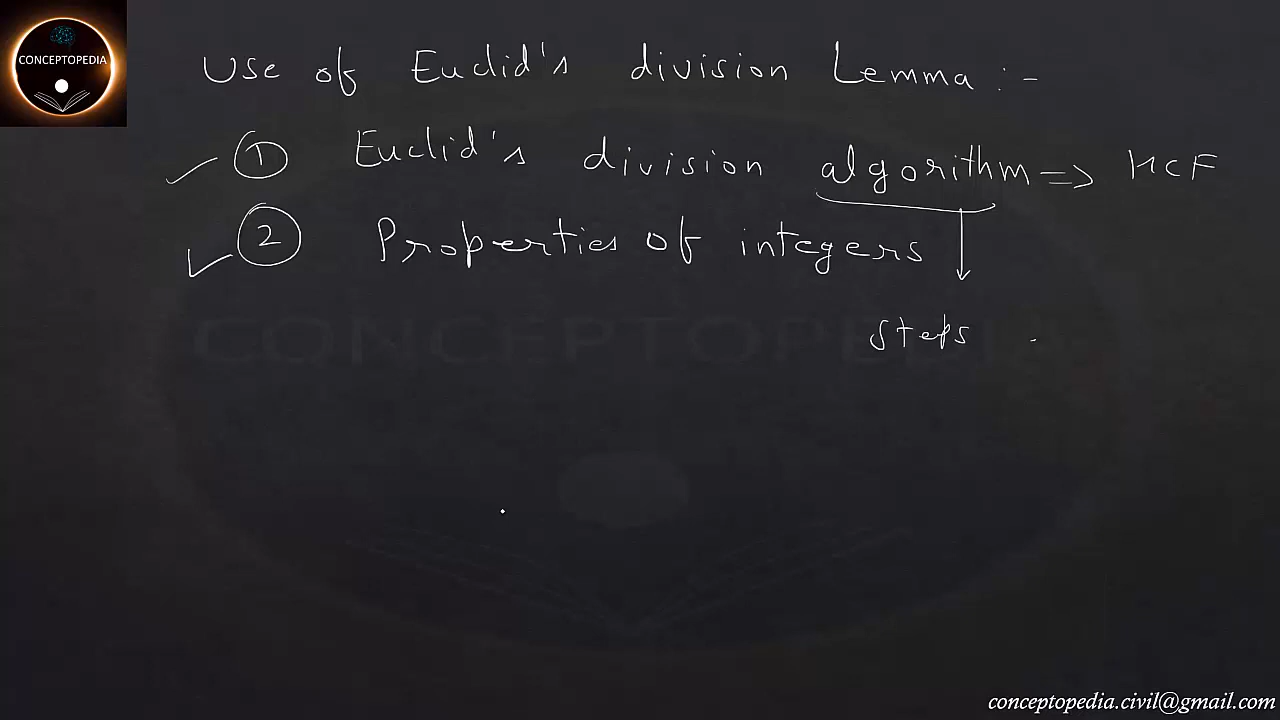 CONCEPTOPEDIA
Use of Euclid's division Lemma :-
① Euclid's division algorithm => HCF
② Properties of integers
steps
CONCEPTOPEDIA
conceptopedia.civil@gmail.com